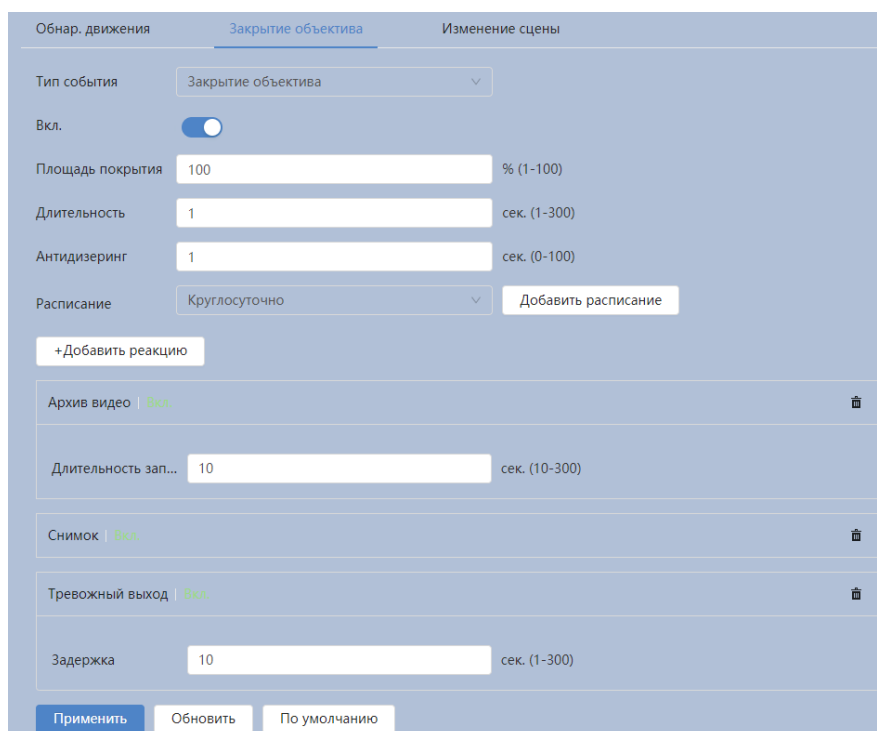 Обнар. движения Закрытие объектива Изменение сцены
Тип события Закрытие объектива
Вкл.
Площадь покрытия 100 % (1-100)
Длительность 1 сек. (1-300)
Антидизеринг 1 сек. (0-100)
Расписание Круглосуточно Добавить расписание
+Добавить реакцию
Архив видео |
Длительность зап... 10 сек. (10-300)
Снимок |
Тревожный выход |
Задержка 10 сек. (1-300)
Применить Обновить По умолчанию